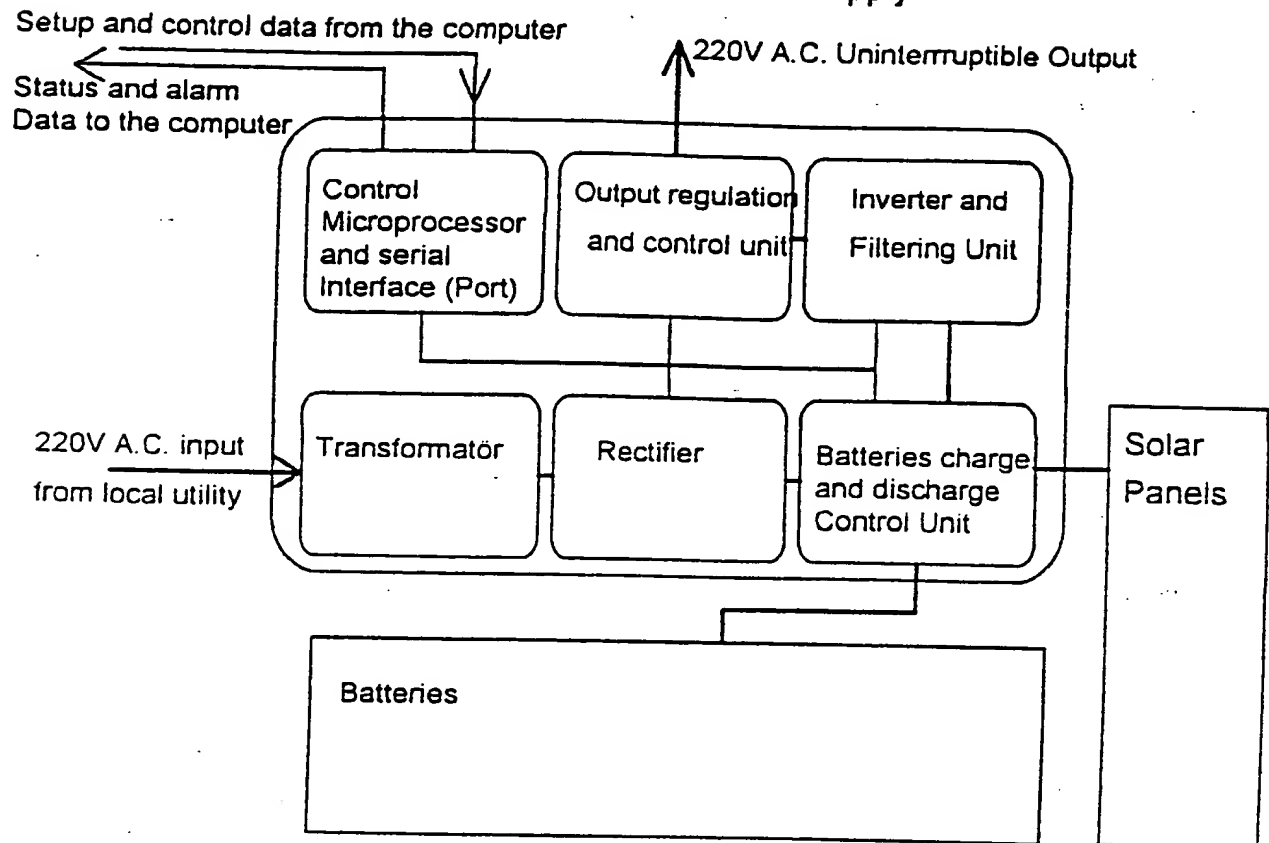 pply
Setup and control data from the computer
220V A.C. Uninterrruptible Output
Status and alarm
Data to the computer
Control
Microprocessor
and serial
Interface (Port)
Output regulation
and control unit
Inverter and
Filtering Unit
220V A.C. input
from local utility
Transformatör
Rectifier
Batteries charge
and discharge
Control Unit
Solar
Panels
Batteries